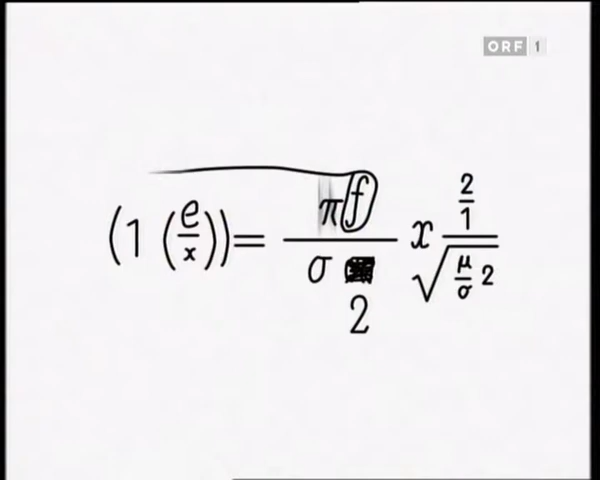 ORF 1
(1 (e/x)) = πf/σ 2 x 2/1/√μ/σ 2